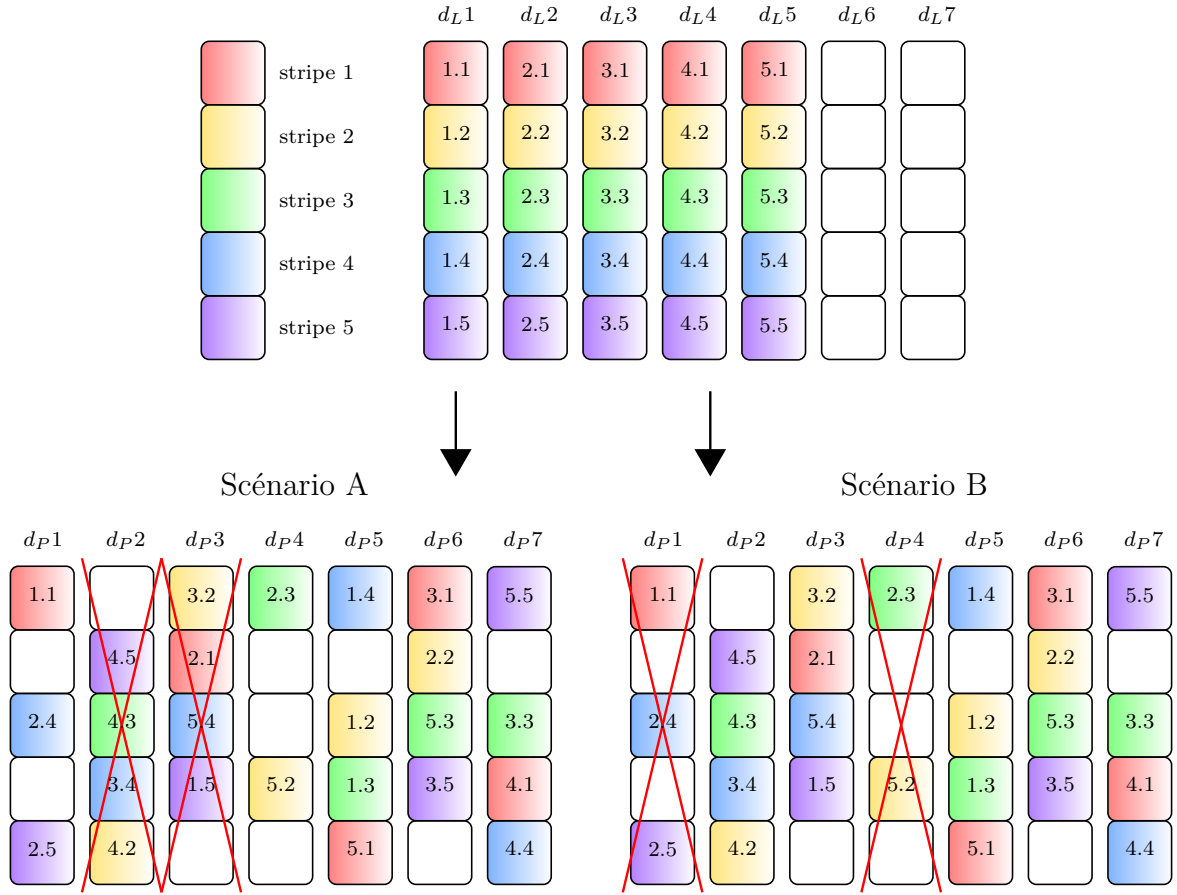 d_L1 d_L2 d_L3 d_L4 d_L5 d_L6 d_L7
stripe 1 1.1 2.1 3.1 4.1 5.1
stripe 2 1.2 2.2 3.2 4.2 5.2
stripe 3 1.3 2.3 3.3 4.3 5.3
stripe 4 1.4 2.4 3.4 4.4 5.4
stripe 5 1.5 2.5 3.5 4.5 5.5
Scénario A
d_P1 d_P2 d_P3 d_P4 d_P5 d_P6 d_P7
1.1 3.2 2.3 1.4 3.1 5.5
4.5 2.1 2.2
2.4 4.3 5.4 1.2 5.3 3.3
3.4 1.5 5.2 1.3 3.5 4.1
2.5 4.2 5.1 4.4
Scénario B
d_P1 d_P2 d_P3 d_P4 d_P5 d_P6 d_P7
1.1 3.2 2.3 1.4 3.1 5.5
4.5 2.1 2.2
2.4 4.3 5.4 1.2 5.3 3.3
3.4 1.5 5.2 1.3 3.5 4.1
2.5 4.2 5.1 4.4